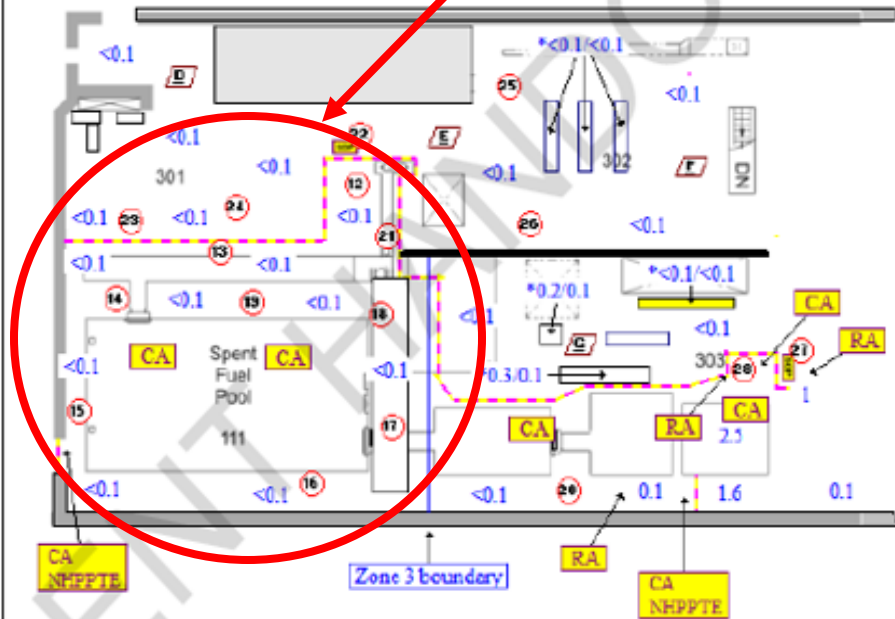 <0.1
D
*<0.1/<0.1
25
<0.1
22
E
<0.1
<0.1
301
12
<0.1
302
F
DN
<0.1 23 <0.1 24
<0.1
21
26
<0.1
13
<0.1
<0.1
*<0.1/<0.1
14
<0.1
19
<0.1
18
<0.1
*0.2/0.1
CA
G
<0.1
RA
CA
Spent
Fuel
Pool
CA
<0.1
<0.1
303
28
27
*0.3/0.1
1
15
111
17
CA
RA
CA
2.5
<0.1
<0.1
16
<0.1
20
0.1
1.6
0.1
CA
NHPPTE
Zone 3 boundary
RA
CA
NHPPTE
ENT HANDO